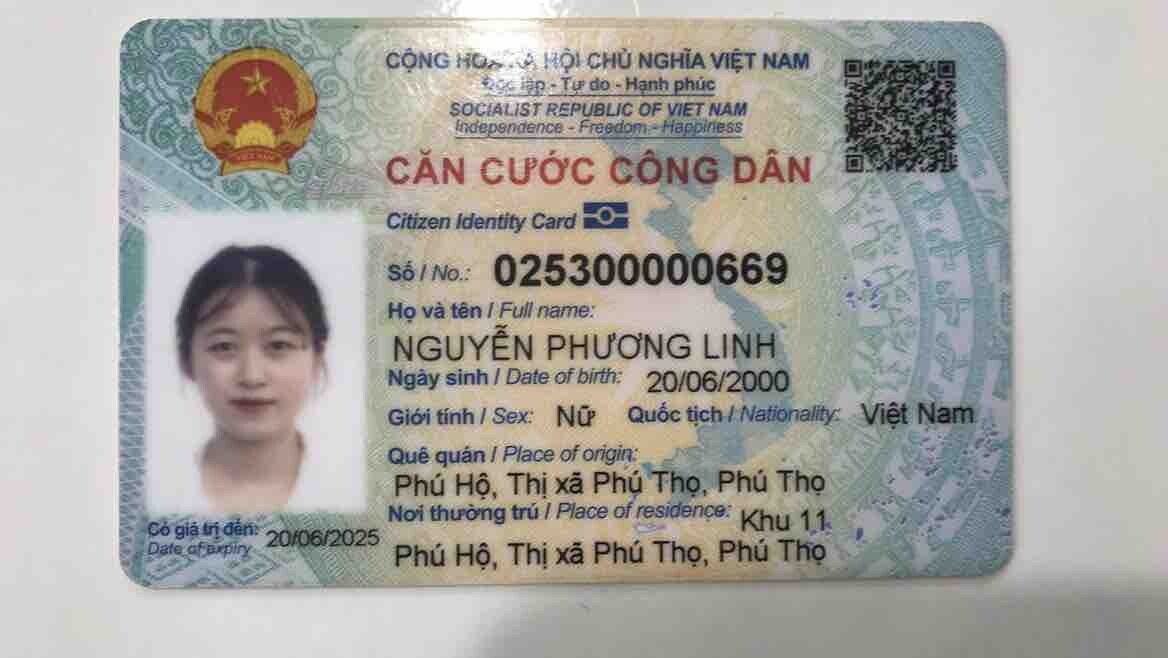 CỘNG HOÀ XÃ HỘI CHỦ NGHĨA VIỆT NAM
Độc lập - Tự do - Hạnh phúc
SOCIALIST REPUBLIC OF VIET NAM
Independence - Freedom - Happiness
CĂN CƯỚC CÔNG DÂN
Citizen Identity Card
Số / No.: 025300000669
Họ và tên / Full name:
NGUYỄN PHƯƠNG LINH
Ngày sinh / Date of birth: 20/06/2000
Giới tính / Sex: Nữ Quốc tịch / Nationality: Việt Nam
Quê quán / Place of origin:
Phú Hộ, Thị xã Phú Thọ, Phú Thọ
Nơi thường trú / Place of residence: Khu 11
Phú Hộ, Thị xã Phú Thọ, Phú Thọ
Có giá trị đến: 20/06/2025
Date of expiry
VIỆT NAM